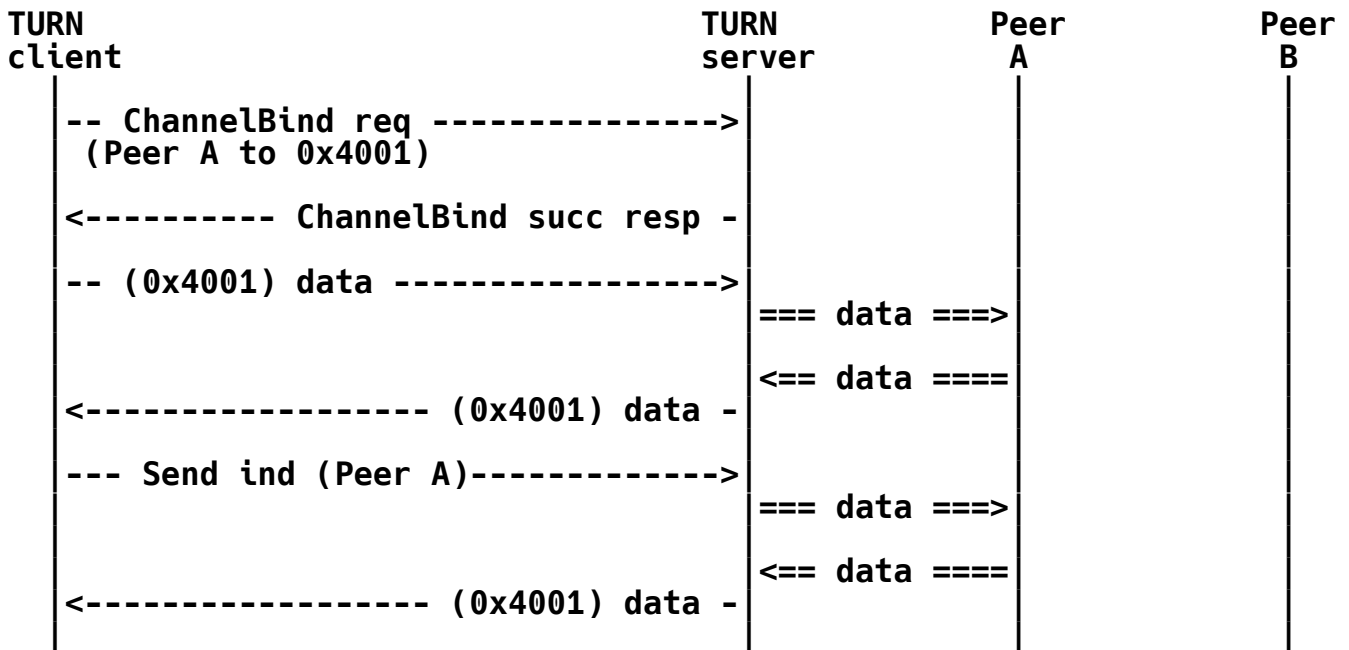 TURN                                TURN           Peer          Peer
client                              server          A             B
-- ChannelBind req --------------->
(Peer A to 0x4001)
<---------- ChannelBind succ resp -
-- (0x4001) data ----------------->
=== data ===>
<== data ====
<------------------ (0x4001) data -
--- Send ind (Peer A)------------->
=== data ===>
<== data ====
<------------------ (0x4001) data -